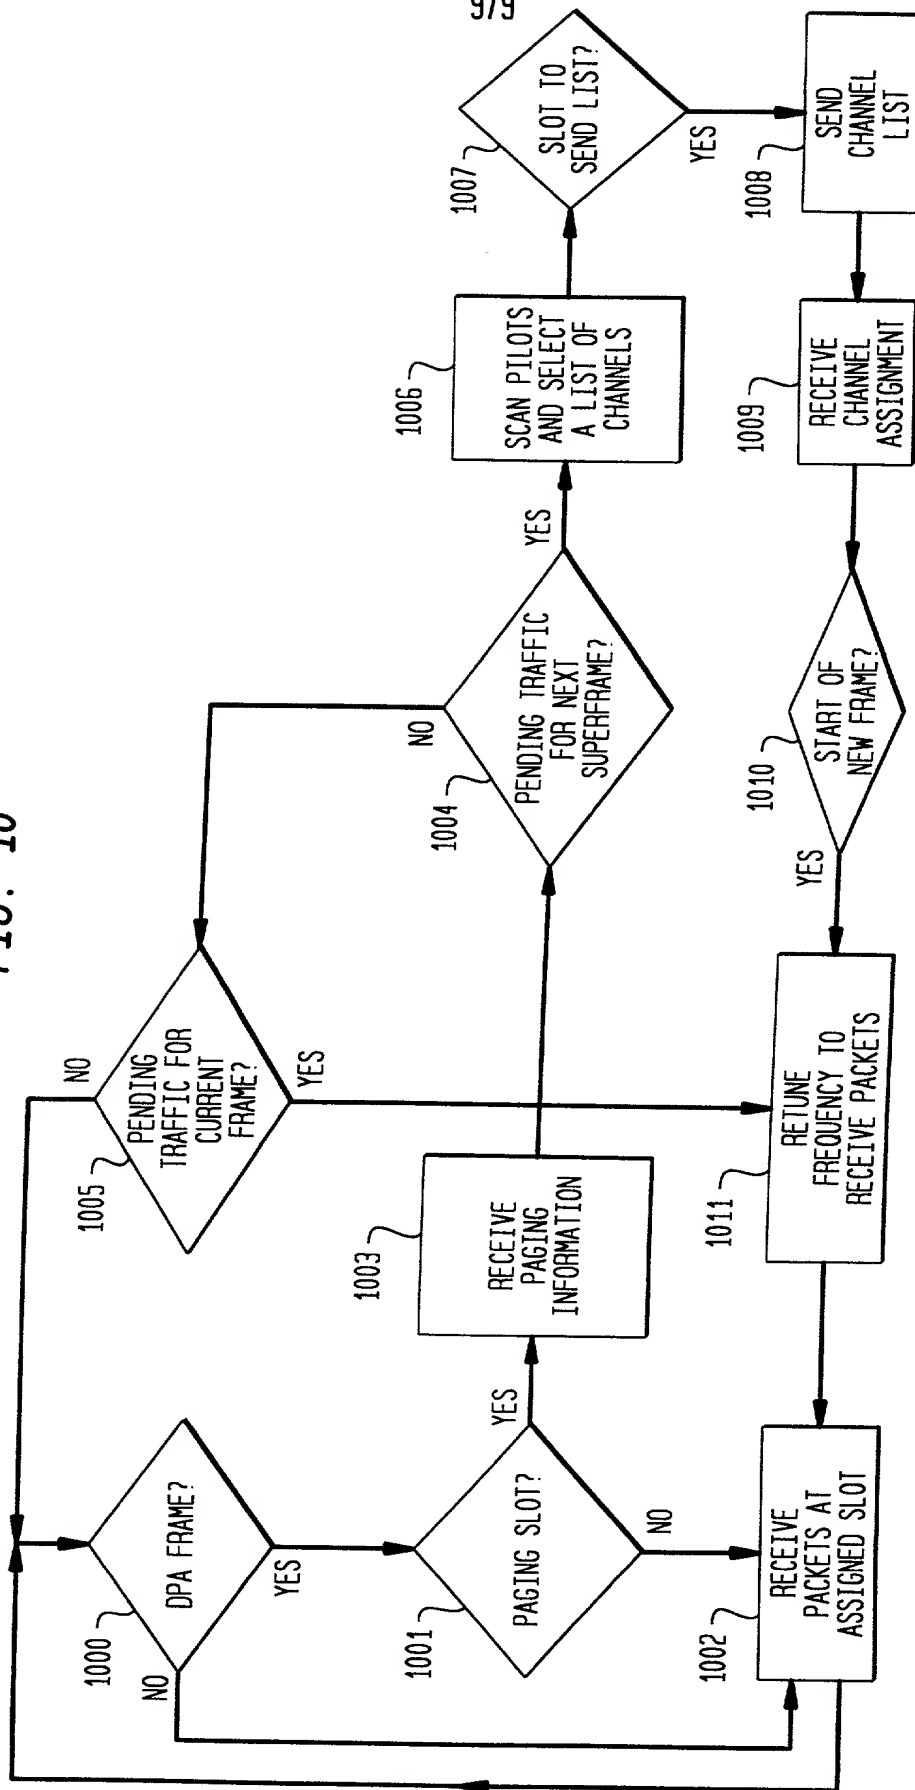 9/9
FIG. 10
1000
DPA FRAME?
NO
YES
1001
PAGING SLOT?
YES
NO
1002
RECEIVE
PACKETS AT
ASSIGNED SLOT
1003
RECEIVE
PAGING
INFORMATION
1004
PENDING TRAFFIC
FOR NEXT
SUPERFRAME?
NO
YES
1005
PENDING
TRAFFIC FOR
CURRENT
FRAME?
NO
YES
1006
SCAN PILOTS
AND SELECT
A LIST OF
CHANNELS
1007
SLOT TO
SEND LIST?
YES
1008
SEND
CHANNEL
LIST
1009
RECEIVE
CHANNEL
ASSIGNMENT
1010
START OF
NEW FRAME?
YES
1011
RETUNE
FREQUENCY TO
RECEIVE PACKETS